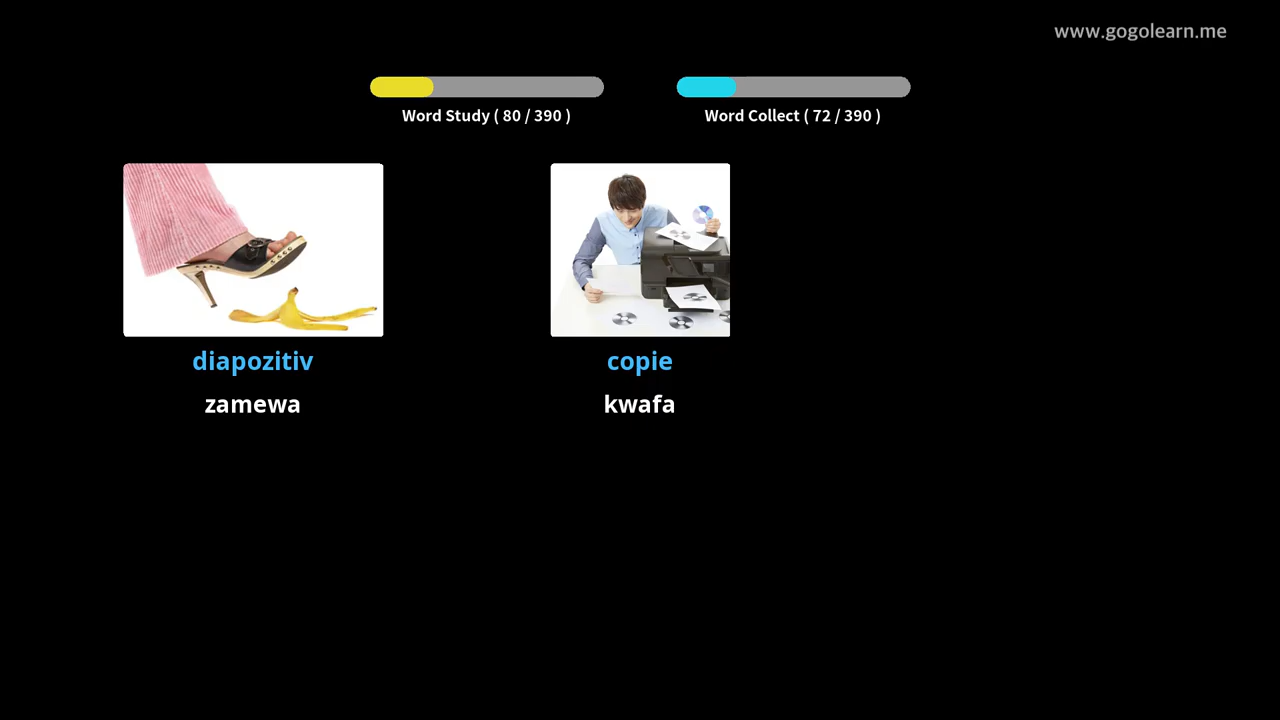 www.gogolearn.me
Word Study ( 80 / 390 )
Word Collect ( 72 / 390 )
diapozitiv
copie
zamewa
kwafa